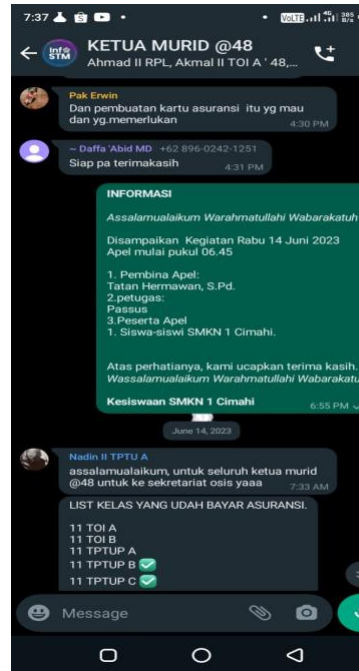 7:37
VoLTE 4G 385 B/s
Inf STM
KETUA MURID @48
Ahmad II RPL, Akmal II TOI A ' 48,...
Pak Erwin
Dan pembuatan kartu asuransi itu yg mau
dan yg.memerlukan
4:30 PM
~ Daffa 'Abid MD +62 896-0242-1251
Siap pa terimakasih
4:31 PM
INFORMASI
Assalamualaikum Warahmatullahi Wabarakatuh
Disampaikan Kegiatan Rabu 14 Juni 2023
Apel mulai pukul 06.45
1. Pembina Apel:
Tatan Hermawan, S.Pd.
2.petugas:
Passus
3.Peserta Apel
1. Siswa-siswi SMKN 1 Cimahi.
Atas perhatianya, kami ucapkan terima kasih.
Wassalamualaikum Warahmatullahi Wabarakatu
Kesiswaan SMKN 1 Cimahi
6:55 PM
June 14, 2023
Nadin II TPTU A
assalamualaikum, untuk seluruh ketua murid
@48 untuk ke sekretariat osis yaaa
7:33 AM
LIST KELAS YANG UDAH BAYAR ASURANSI.
11 TOI A
11 TOI B
11 TPTUP A
11 TPTUP B ✅
11 TPTUP C ✅
Message